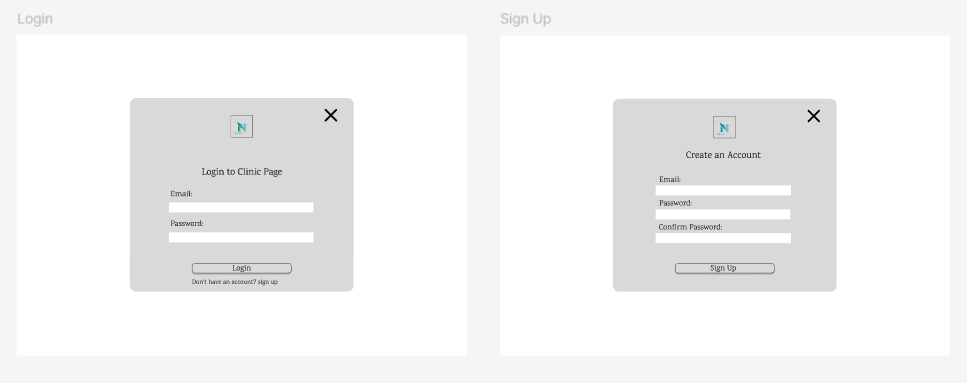 Login
Login to Clinic Page
Email:
Password:
Login
Don't have an account? sign up
Sign Up
Create an Account
Email:
Password:
Confirm Password:
Sign Up